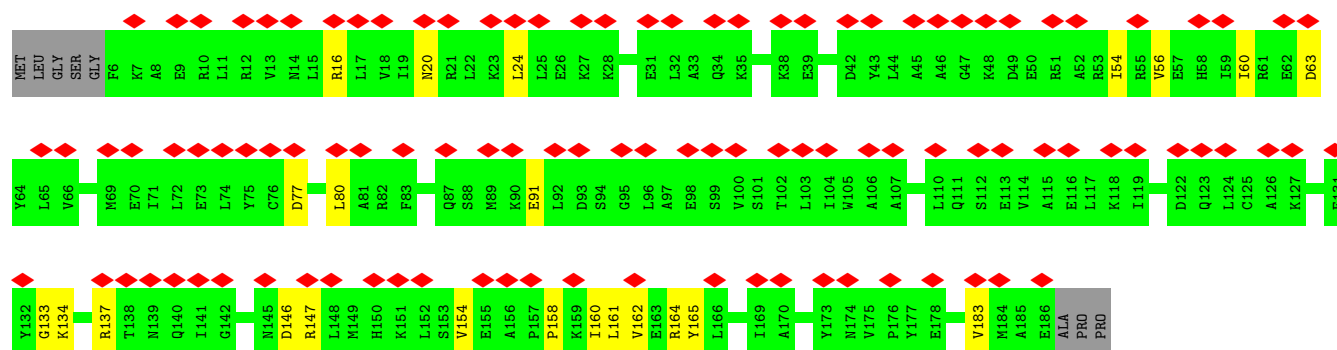 MET LEU GLY SER GLY F6 K7 A8 E9 R10 L11 R12 V13 N14 L15 R16 L17 V18 I19 N20 R21 L22 K23 L24 L25 E26 K27 K28 E31 L32 A33 Q34 K35 K38 E39 D42 Y43 L44 A45 A46 G47 K48 D49 E50 R51 A52 R53 I54 R55 V56 E57 H58 I59 I60 R61 E62 D63
Y64 L65 V66 M69 E70 I71 L72 E73 L74 Y75 C76 D77 L80 A81 R82 F83 Q87 S88 M89 K90 E91 L92 D93 S94 G95 L96 A97 E98 S99 V100 S101 T102 L103 I104 W105 A106 A107 L110 Q111 S112 E113 V114 A115 E116 L117 K118 I119 D122 Q123 L124 C125 A126 K127
Y132 G133 K134 R137 T138 N139 Q140 I141 G142 N145 D146 R147 L148 M149 H150 K151 L152 S153 V154 E155 A156 P157 P158 K159 I160 L161 V162 E163 R164 Y165 L166 I169 A170 Y173 N174 V175 P176 Y177 E178 V183 M184 A185 E186 ALA PRO PRO